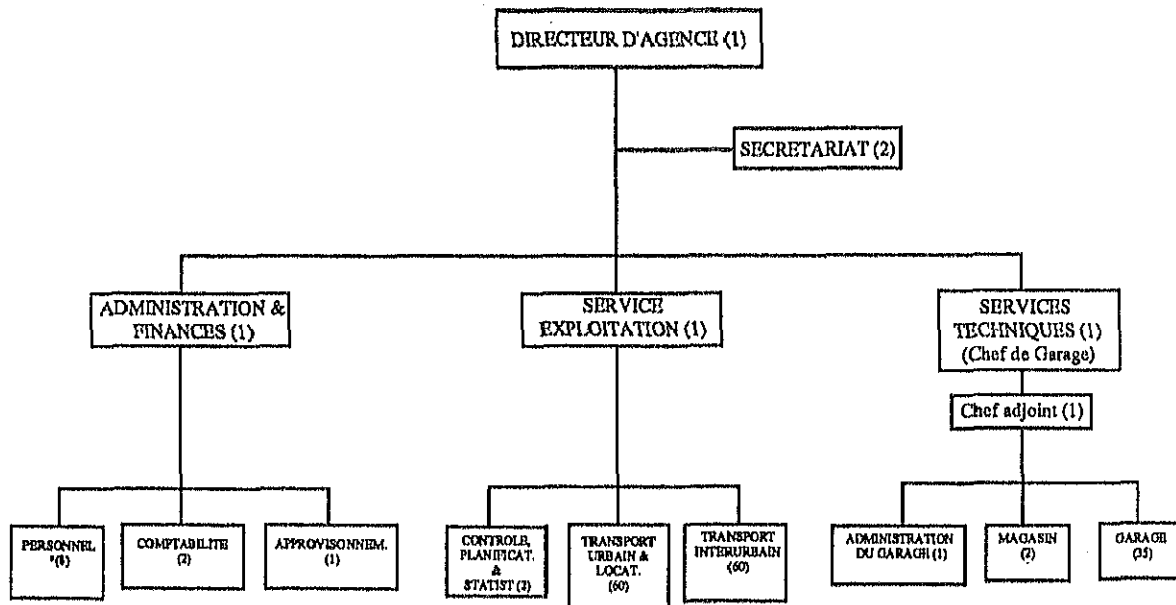 DIRECTEUR D'AGENCE (1)
SECRETARIAT (2)
ADMINISTRATION &
FINANCES (1)
SERVICE
EXPLOITATION (1)
SERVICES
TECHNIQUES (1)
(Chef de Garage)
Chef adjoint (1)
PERSONNEL
COMPTABILITE
(2)
APPROVISONNEM.
(1)
CONTROLE,
PLANIFICAT.
&
STATIST (2)
TRANSPORT
URBAIN &
LOCAT.
(60)
TRANSPORT
INTERURBAIN
(60)
ADMINISTRATION
DU GARAGE (1)
MAGASIN
(2)
GARAGE
(35)